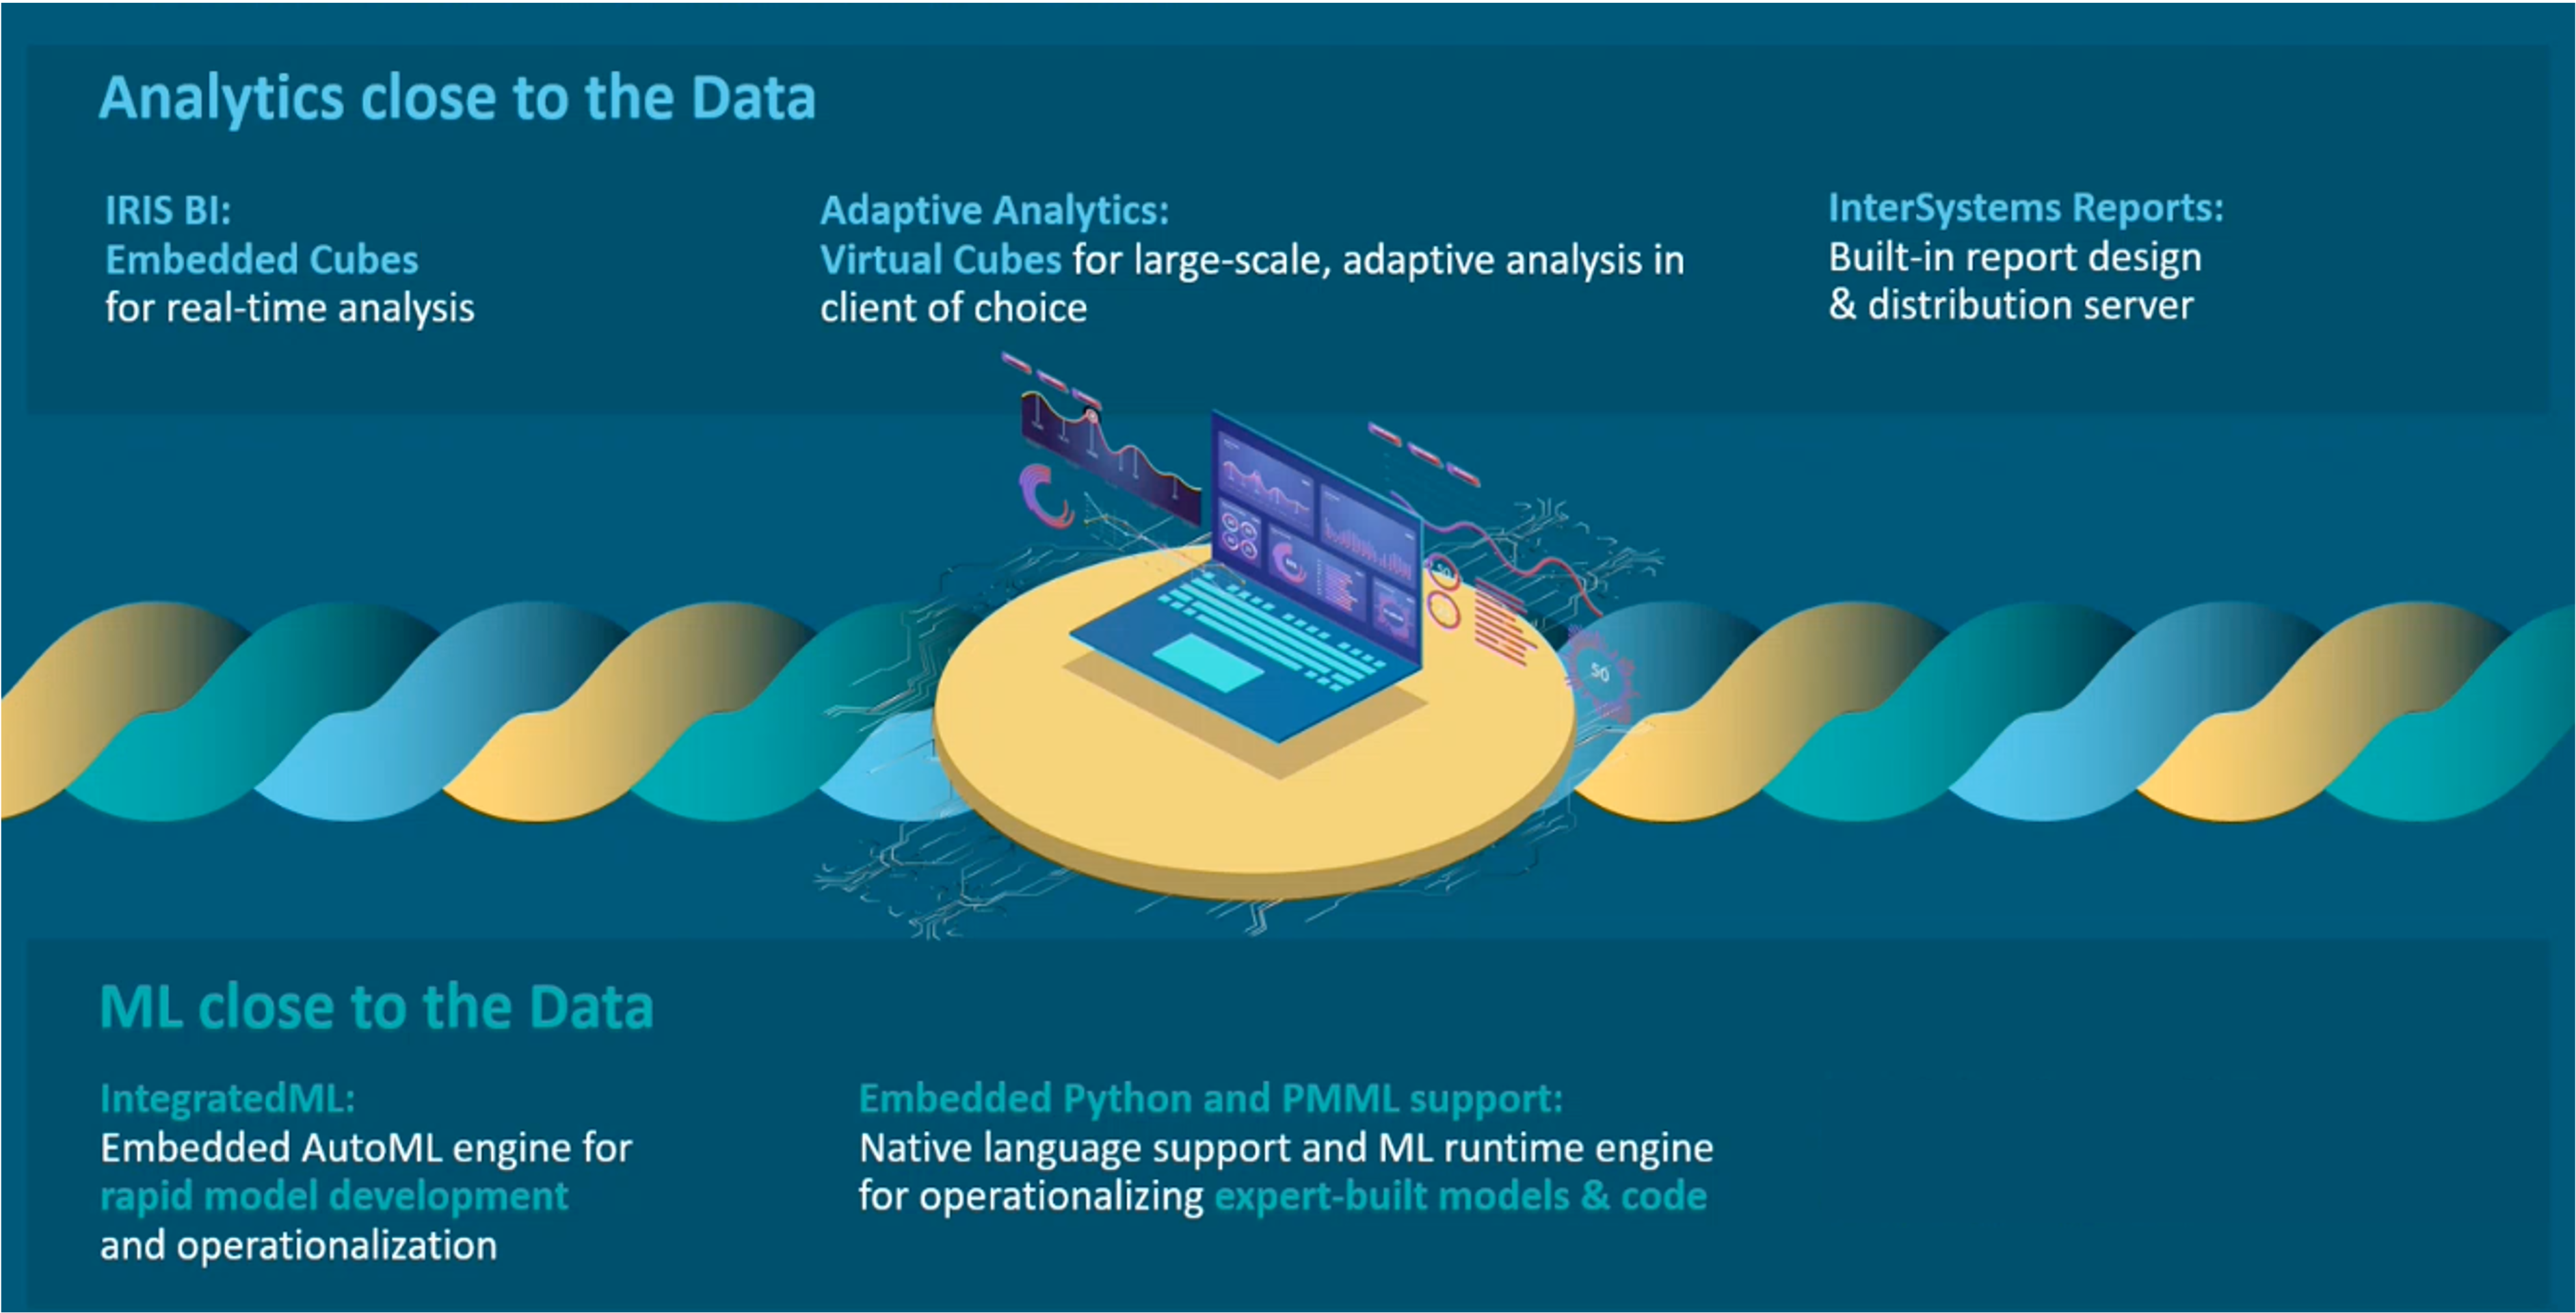 Analytics close to the Data
IRIS BI:
Embedded Cubes
for real-time analysis
Adaptive Analytics:
Virtual Cubes for large-scale, adaptive analysis in
client of choice
InterSystems Reports:
Built-in report design
& distribution server
50
50
ML close to the Data
IntegratedML:
Embedded AutoML engine for
rapid model development
and operationalization
Embedded Python and PMML support:
Native language support and ML runtime engine
for operationalizing expert-built models & code